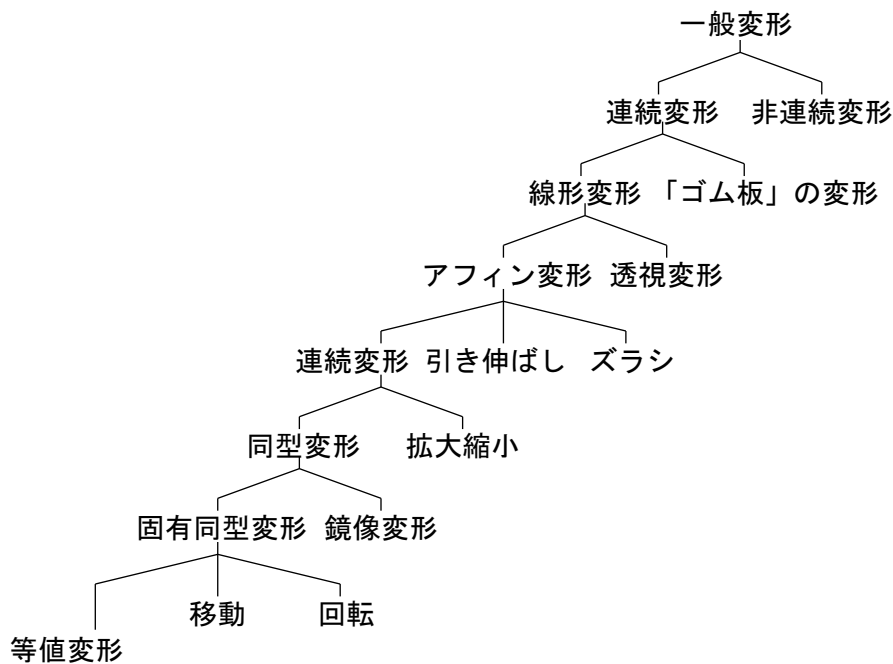 一般変形
連続変形 非連続変形
線形変形 「ゴム板」の変形
アフィン変形 透視変形
連続変形 引き伸ばし ズラシ
同型変形 拡大縮小
固有同型変形 鏡像変形
移動 回転
等値変形